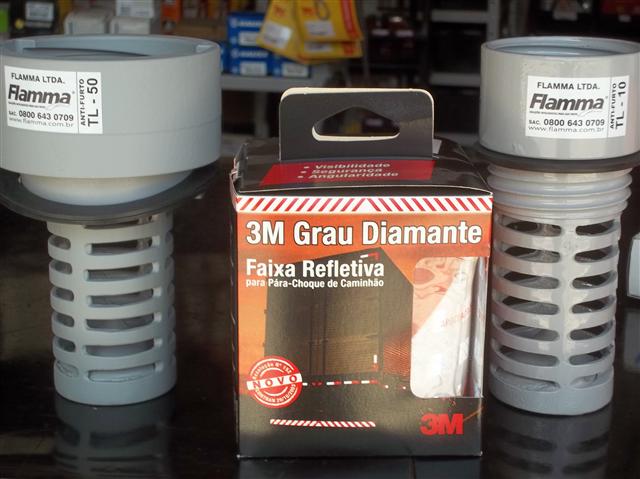 FLAMMA LTDA.
Flamma
SAC. 0800 643 0709
www.flamma.com.br
ANTI-FURTO
TL - 50
3M
• Visibilidade
• Segurança
• Angularidade
3M Grau Diamante
Faixa Refletiva
para Pára-Choque de Caminhão
NOVO
3M
FLAMMA LTDA.
Flamma
SAC. 0800 643 0709
www.flamma.com.br
ANTI-FURTO
TL - 10